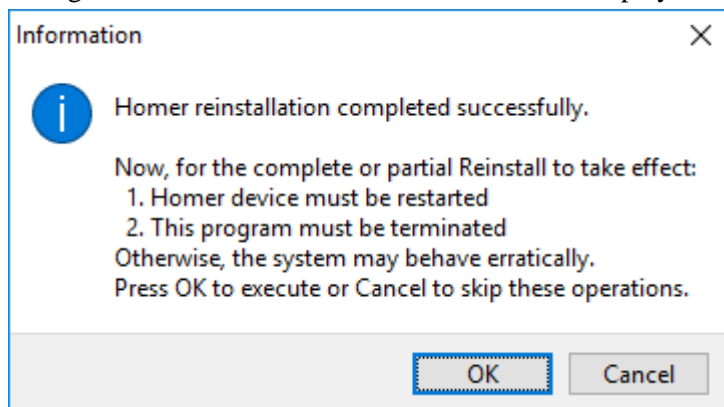 Information
Homer reinstallation completed successfully.
Now, for the complete or partial Reinstall to take effect:
1. Homer device must be restarted
2. This program must be terminated
Otherwise, the system may behave erratically.
Press OK to execute or Cancel to skip these operations.
OK
Cancel